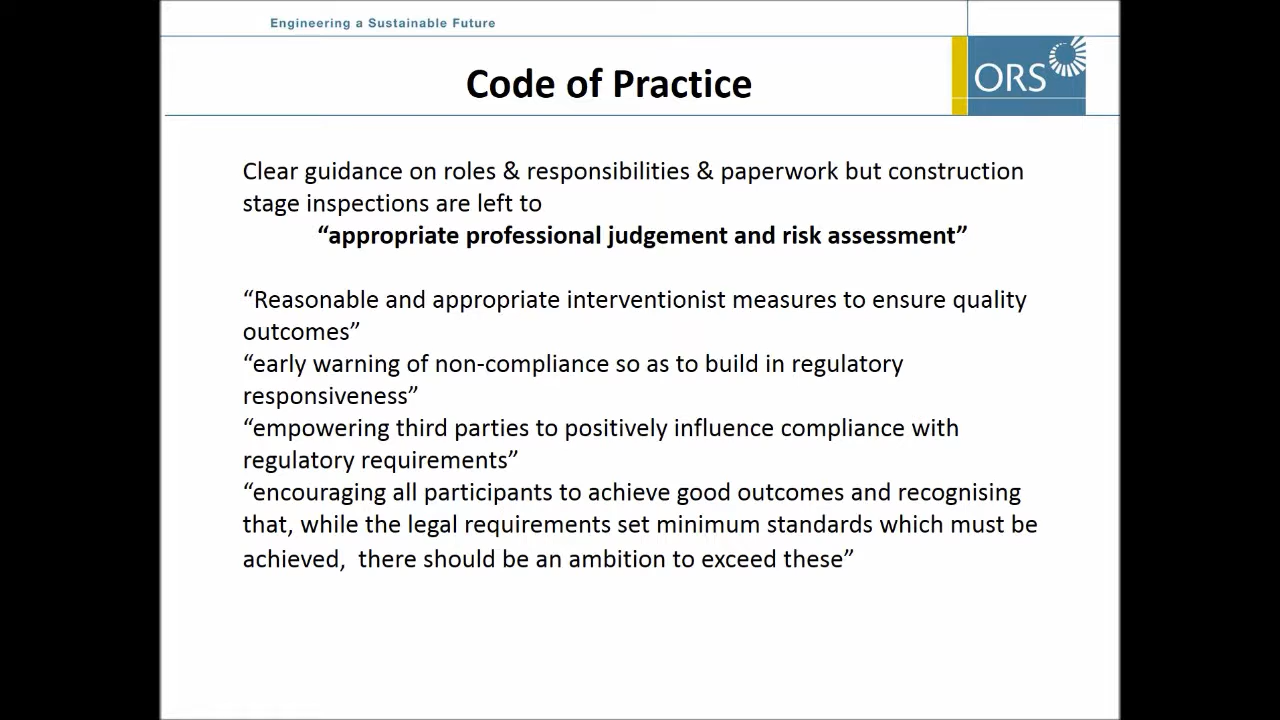 Engineering a Sustainable Future
Code of Practice
ORS
Clear guidance on roles & responsibilities & paperwork but construction
stage inspections are left to
“appropriate professional judgement and risk assessment”
“Reasonable and appropriate interventionist measures to ensure quality
outcomes”
“early warning of non-compliance so as to build in regulatory
responsiveness”
“empowering third parties to positively influence compliance with
regulatory requirements”
“encouraging all participants to achieve good outcomes and recognising
that, while the legal requirements set minimum standards which must be
achieved,  there should be an ambition to exceed these”